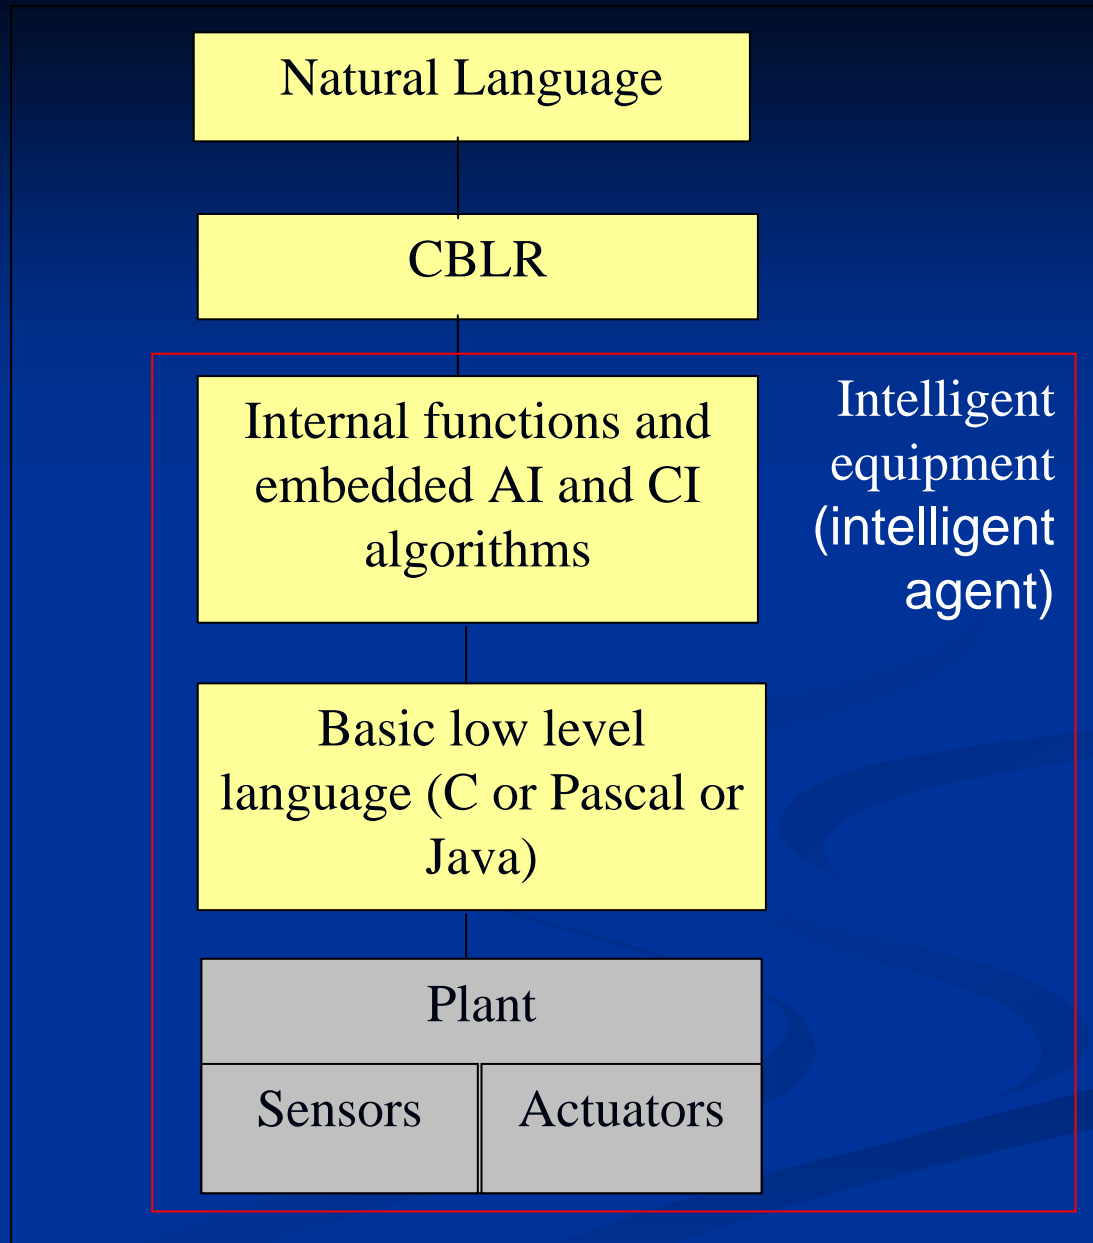 Natural Language
CBLR
Internal functions and
embedded AI and CI
algorithms
Intelligent
equipment
(intelligent
agent)
Basic low level
language (C or Pascal or
Java)
Plant
Sensors
Actuators